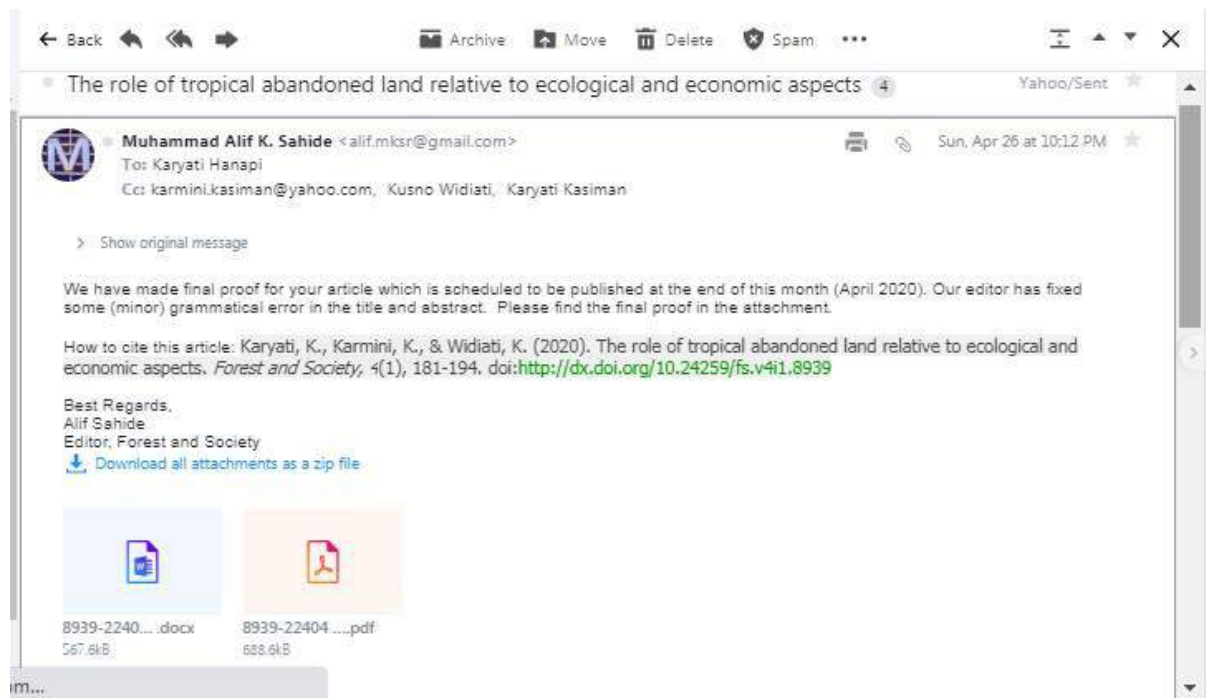 Back Archive Move Delete Spam •••
The role of tropical abandoned land relative to ecological and economic aspects 4 Yahoo/Sent
M
Muhammad Alif K. Sahide <alif.mksr@gmail.com> Sun, Apr 26 at 10:12 PM
To: Karyati Hanapi
Cc: karmini.kasiman@yahoo.com, Kusno Widiati, Karyati Kasiman
> Show original message
We have made final proof for your article which is scheduled to be published at the end of this month (April 2020). Our editor has fixed
some (minor) grammatical error in the title and abstract. Please find the final proof in the attachment.
How to cite this article: Karyati, K., Karmini, K., & Widiati, K. (2020). The role of tropical abandoned land relative to ecological and
economic aspects. Forest and Society, 4(1), 181-194. doi:http://dx.doi.org/10.24259/fs.v4i1.8939
Best Regards,
Alif Sahide
Editor, Forest and Society
Download all attachments as a zip file
8939-2240... .docx 8939-22404 ....pdf
567.6kB 688.6kB
om...